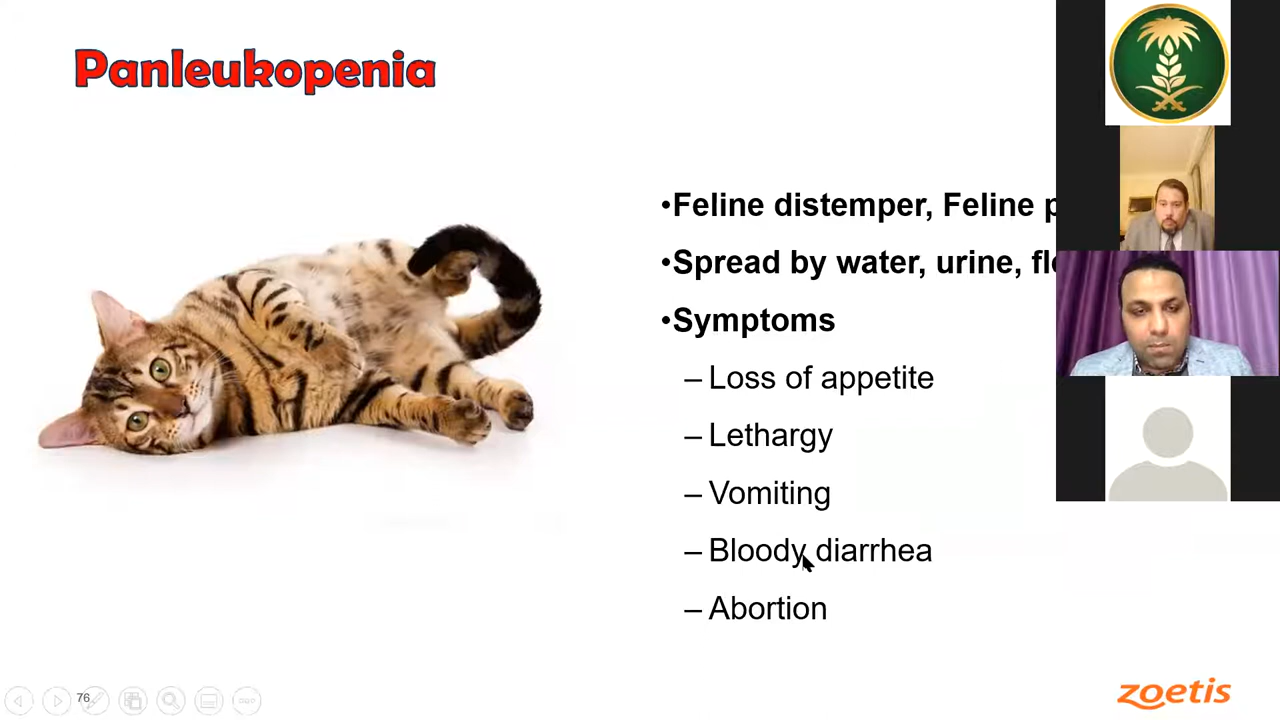 Panleukopenia
•Feline distemper, Feline
•Spread by water, urine,
•Symptoms
– Loss of appetite
– Lethargy
– Vomiting
– Bloody diarrhea
– Abortion
76
zoetis